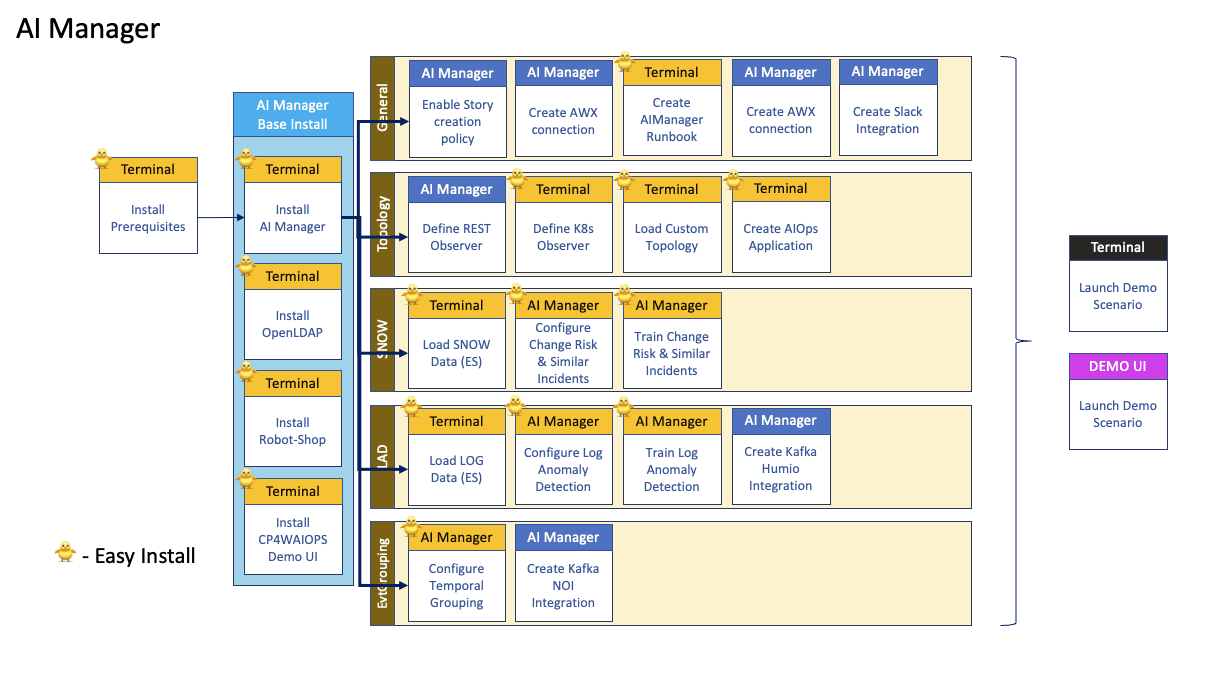 AI Manager
Terminal
Install
Prerequisites
AI Manager
Base Install
Terminal
Install
AI Manager
Terminal
Install
OpenLDAP
Terminal
Install
Robot-Shop
Terminal
Install
CP4WAIOPS
Demo UI
- Easy Install
General
AI Manager
Enable Story
creation
policy
AI Manager
Create AWX
connection
Terminal
Create
AIManager
Runbook
AI Manager
Create AWX
connection
AI Manager
Create Slack
Integration
Topology
AI Manager
Define REST
Observer
Terminal
Define K8s
Observer
Terminal
Load Custom
Topology
Terminal
Create AIOps
Application
SNOW
Terminal
Load SNOW
Data (ES)
AI Manager
Configure
Change Risk
& Similar
Incidents
AI Manager
Train Change
Risk & Similar
Incidents
LAD
Terminal
Load LOG
Data (ES)
AI Manager
Configure Log
Anomaly
Detection
AI Manager
Train Log
Anomaly
Detection
AI Manager
Create Kafka
Humio
Integration
EvtGrouping
AI Manager
Configure
Temporal
Grouping
AI Manager
Create Kafka
NOI
Integration
Terminal
Launch Demo
Scenario
DEMO UI
Launch Demo
Scenario